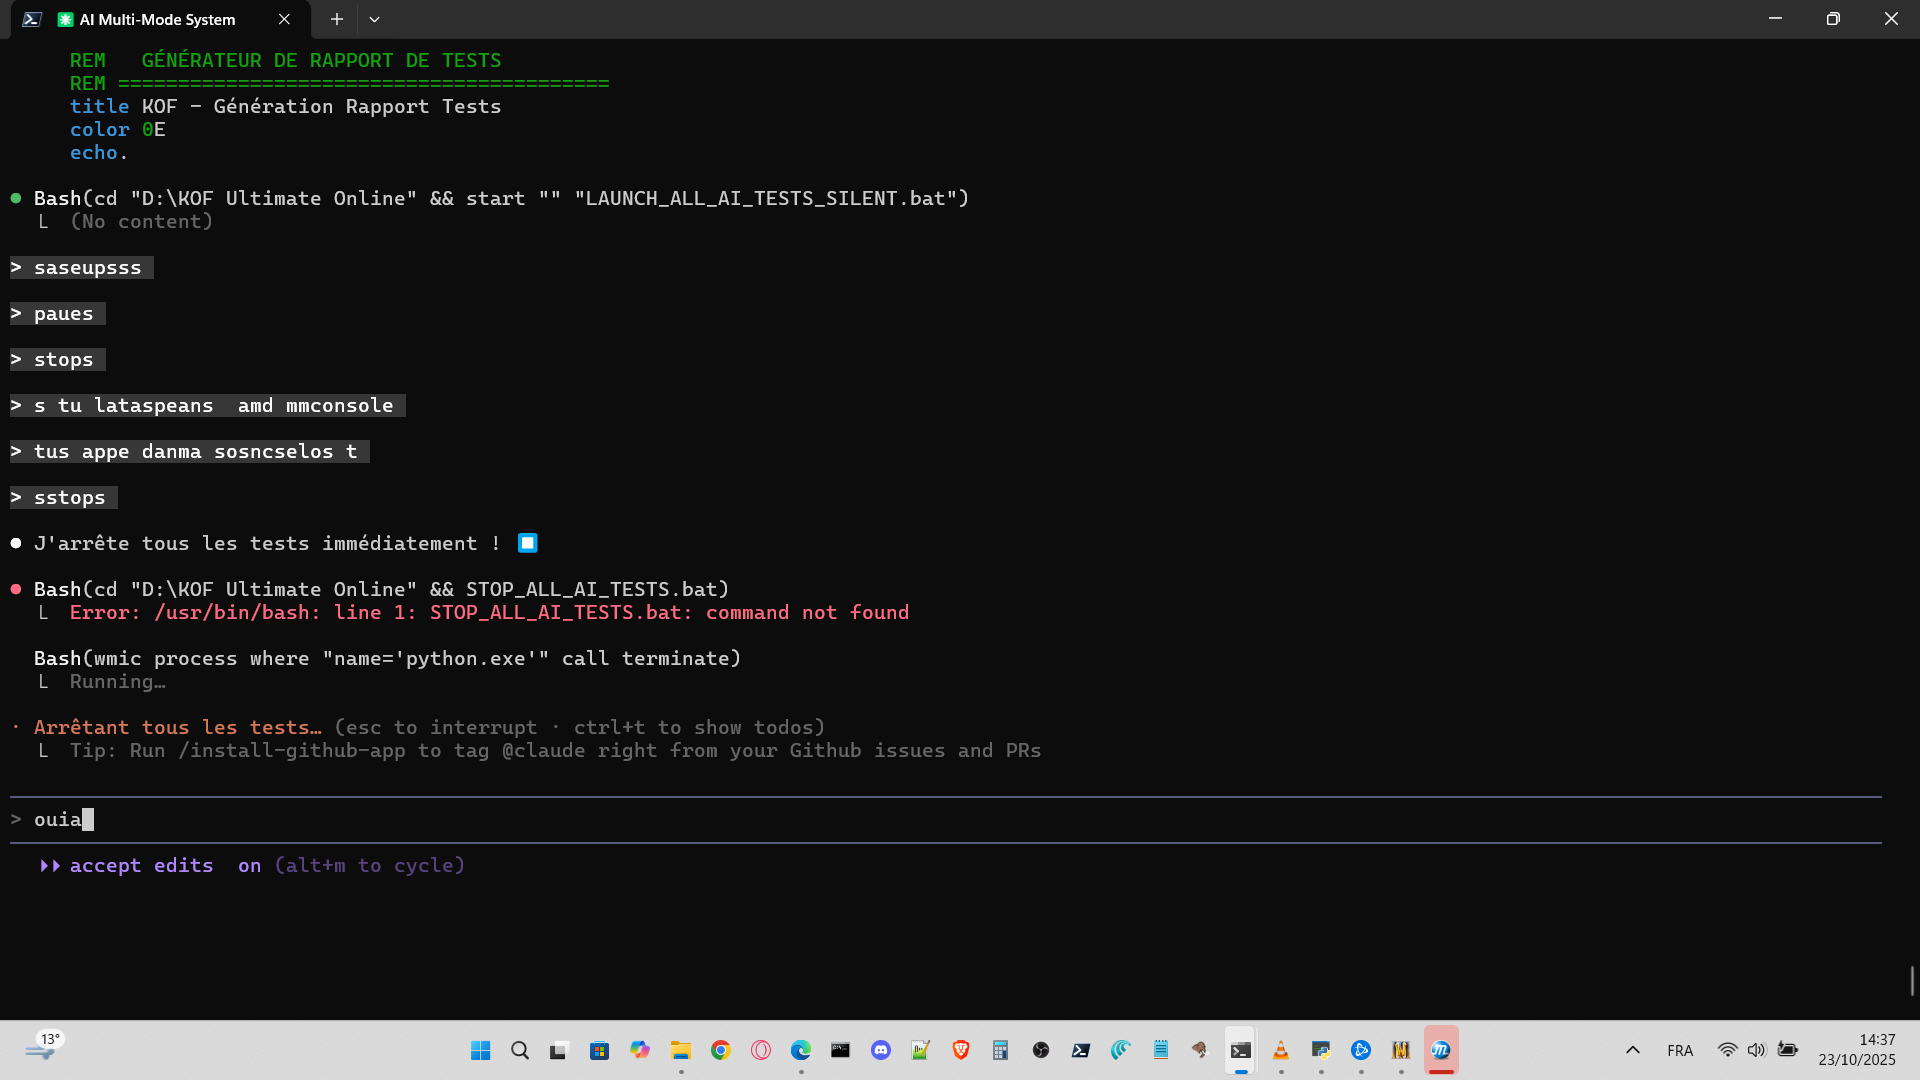 AI Multi-Mode System
REM   GÉNÉRATEUR DE RAPPORT DE TESTS
REM =========================================
title KOF - Génération Rapport Tests
color 0E
echo.
Bash(cd "D:\KOF Ultimate Online" && start "" "LAUNCH_ALL_AI_TESTS_SILENT.bat")
(No content)
> saseupsss
> paues
> stops
> s tu lataspeans  amd mmconsole
> tus appe danma sosncselos t
> sstops
J'arrête tous les tests immédiatement !
Bash(cd "D:\KOF Ultimate Online" && STOP_ALL_AI_TESTS.bat)
Error: /usr/bin/bash: line 1: STOP_ALL_AI_TESTS.bat: command not found
Bash(wmic process where "name='python.exe'" call terminate)
Running…
· Arrêtant tous les tests… (esc to interrupt · ctrl+t to show todos)
Tip: Run /install-github-app to tag @claude right from your Github issues and PRs
> ouia
accept edits  on (alt+m to cycle)
13°
FRA
14:37
23/10/2025